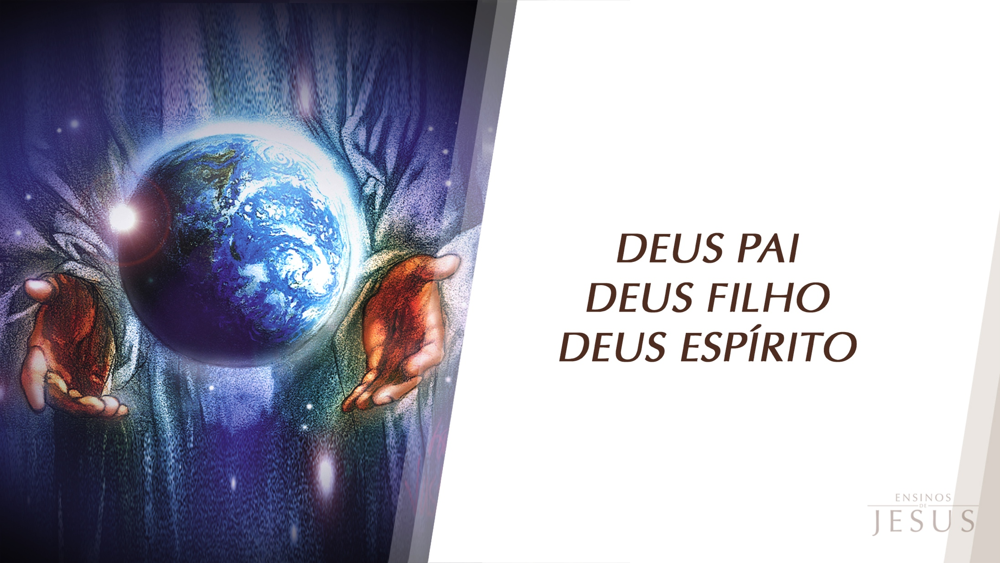 DEUS PAI
DEUS FILHO
DEUS ESPÍRITO
ENSINOS
DE
JESUS